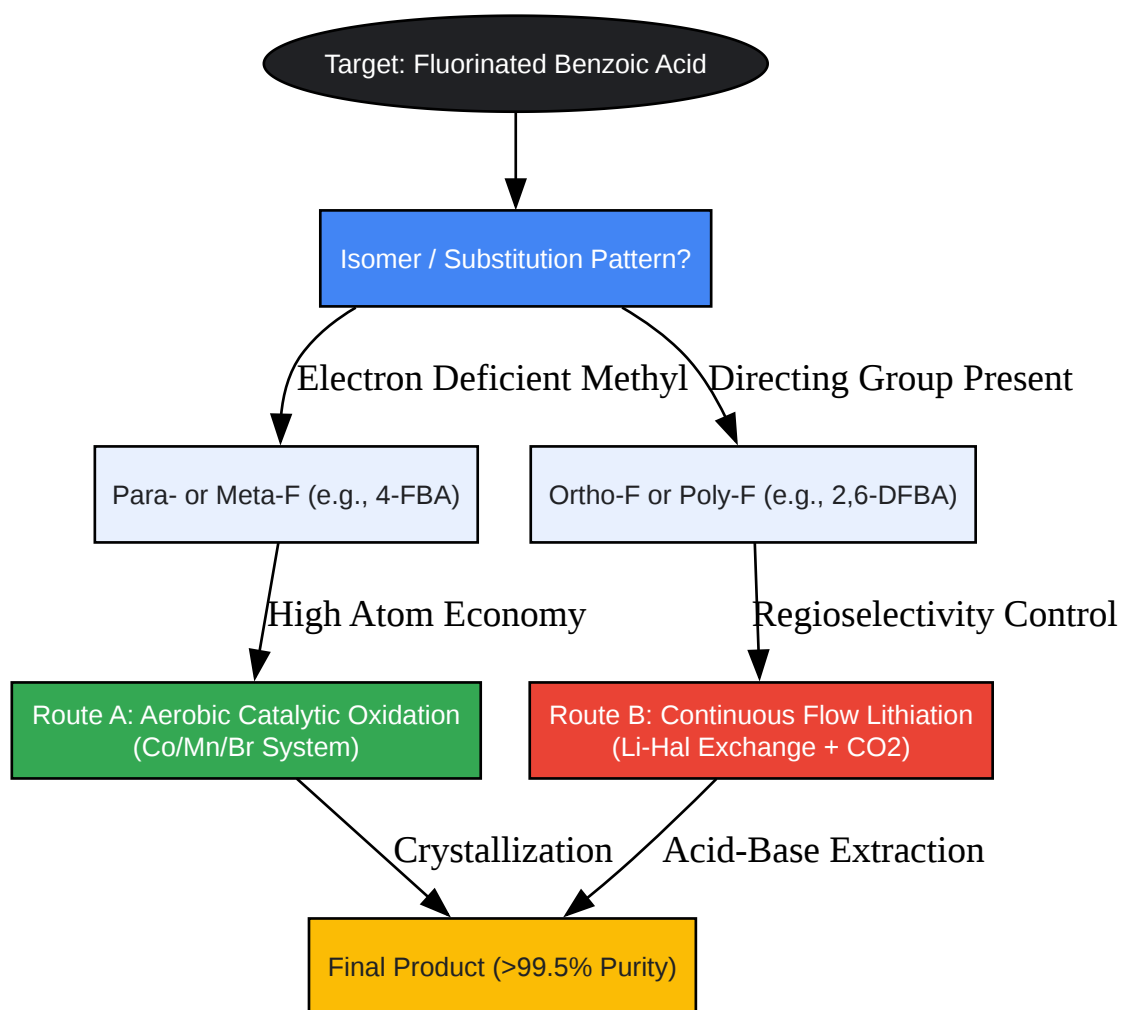 Target: Fluorinated Benzoic Acid
Isomer / Substitution Pattern?
Electron Deficient Methyl
Directing Group Present
Para- or Meta-F (e.g., 4-FBA)
Ortho-F or Poly-F (e.g., 2,6-DFBA)
High Atom Economy
Regioselectivity Control
Route A: Aerobic Catalytic Oxidation
(Co/Mn/Br System)
Route B: Continuous Flow Lithiation
(Li-Hal Exchange + CO2)
Crystallization
Acid-Base Extraction
Final Product (>99.5% Purity)